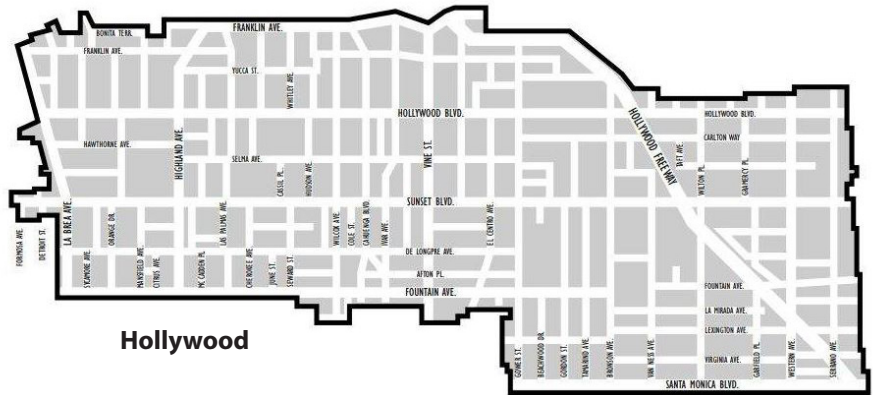 FRANKLIN AVE.
BONITA TERR.
FRANKLIN AVE.
YUCCA ST.
WHITLEY AVE.
HOLLYWOOD BLVD.
HOLLYWOOD BLVD.
HOLLYWOOD FREEWAY
HIGHLAND AVE.
HAWTHORNE AVE.
VINE ST.
CARLTON WAY
TAFT AVE.
SELMA AVE.
CASSIL PL.
HUDSON AVE.
WILTON PL.
GRAMERCY PL.
SUNSET BLVD.
FORMOSA AVE.
DETROIT ST.
LA BREA AVE.
ORANGE DR.
LAS PALMAS AVE.
WILCOX AVE.
COLE ST.
CAHUENGA BLVD.
IVAR AVE.
EL CENTRO AVE.
DE LONGPRE AVE.
SYCAMORE AVE.
MANSFIELD AVE.
CITRUS AVE.
MC CADDEN PL.
CHEROKEE AVE.
JUNE ST.
SEWARD ST.
AFTON PL.
FOUNTAIN AVE.
FOUNTAIN AVE.
LA MIRADA AVE.
LEXINGTON AVE.
Hollywood
GOWER ST.
BEACHWOOD DR.
GORDON ST.
TAMARIND AVE.
BRONSON AVE.
VAN NESS AVE.
VIRGINIA AVE.
GARFIELD PL.
WESTERN AVE.
SERRANO AVE.
SANTA MONICA BLVD.